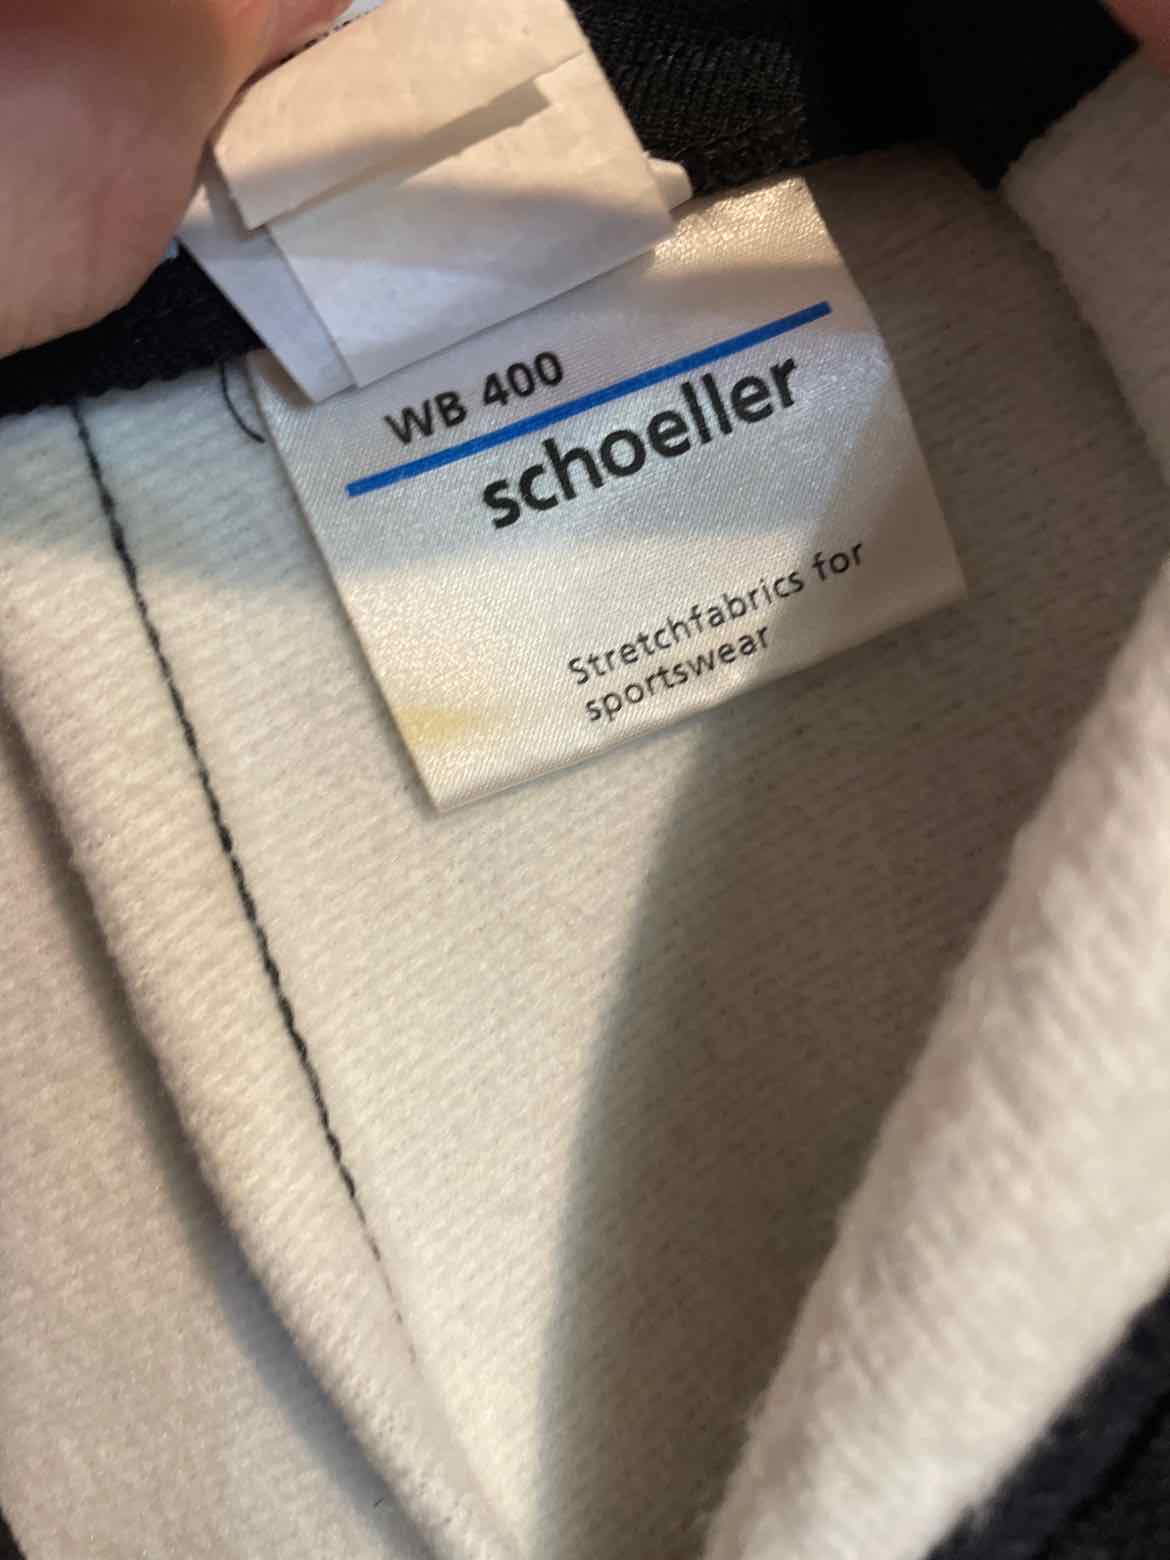 WB 400
schoeller
Stretchfabrics for
sportswear